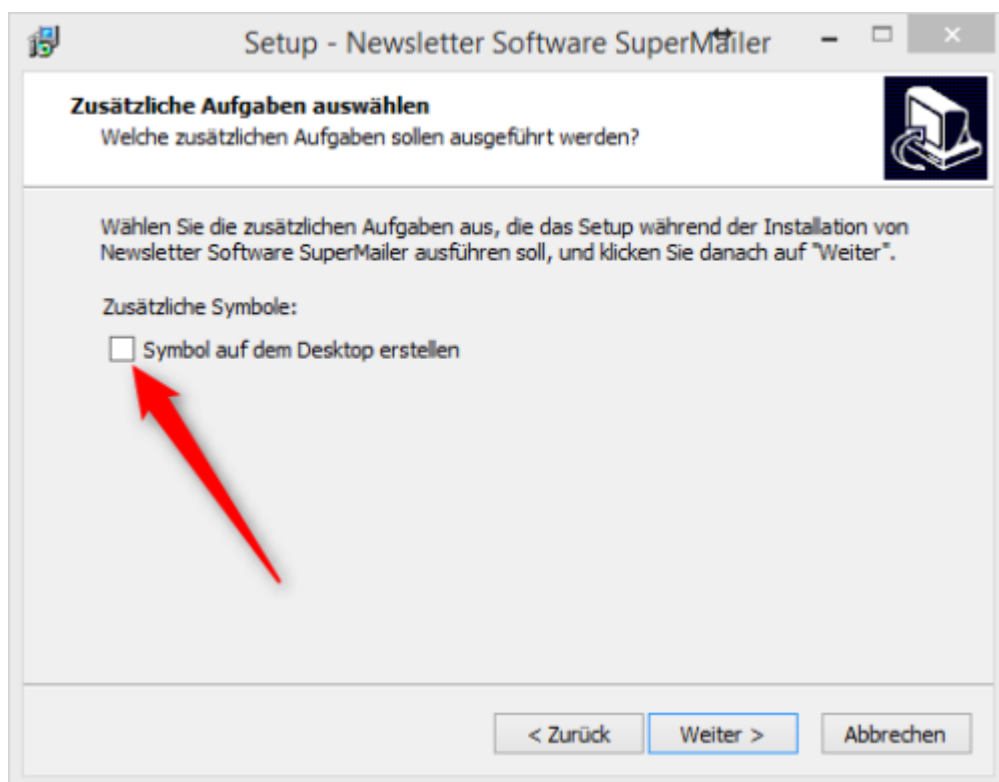 Setup - Newsletter Software SuperMailer
Zusätzliche Aufgaben auswählen
Welche zusätzlichen Aufgaben sollen ausgeführt werden?
Wählen Sie die zusätzlichen Aufgaben aus, die das Setup während der Installation von
Newsletter Software SuperMailer ausführen soll, und klicken Sie danach auf "Weiter".
Zusätzliche Symbole:
Symbol auf dem Desktop erstellen
< Zurück Weiter > Abbrechen